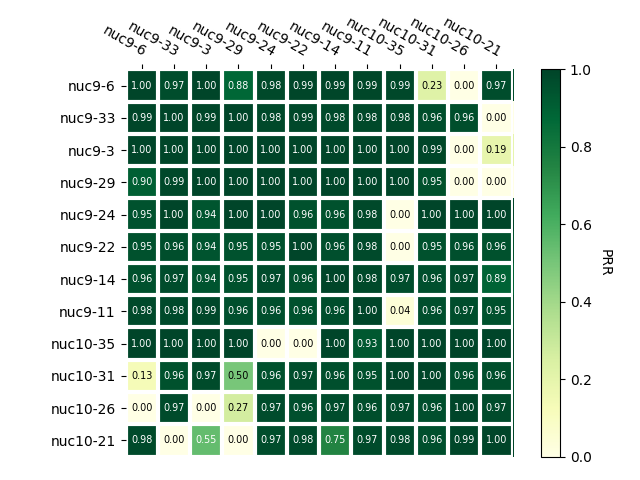 nuc9-6 nuc9-33 nuc9-3 nuc9-29 nuc9-24 nuc9-22 nuc9-14 nuc9-11 nuc10-35 nuc10-31 nuc10-26 nuc10-21
nuc9-6 1.00 0.97 1.00 0.88 0.98 0.99 0.99 0.99 0.99 0.23 0.00 0.97
nuc9-33 0.99 1.00 0.99 1.00 0.98 0.99 0.98 0.98 0.98 0.96 0.96 0.00
nuc9-3 1.00 1.00 1.00 1.00 1.00 1.00 1.00 1.00 1.00 0.99 0.00 0.19
nuc9-29 0.90 0.99 1.00 1.00 1.00 1.00 1.00 1.00 1.00 0.95 0.00 0.00
nuc9-24 0.95 1.00 0.94 1.00 1.00 0.96 0.96 0.98 0.00 1.00 1.00 1.00
nuc9-22 0.95 0.96 0.94 0.95 0.95 1.00 0.96 0.98 0.00 0.95 0.96 0.96
nuc9-14 0.96 0.97 0.94 0.95 0.97 0.96 1.00 0.98 0.97 0.96 0.97 0.89
nuc9-11 0.98 0.98 0.99 0.96 0.96 0.96 0.96 1.00 0.04 0.96 0.97 0.95
nuc10-35 1.00 1.00 1.00 1.00 0.00 0.00 1.00 0.93 1.00 1.00 1.00 1.00
nuc10-31 0.13 0.96 0.97 0.50 0.96 0.97 0.96 0.95 1.00 1.00 0.96 0.96
nuc10-26 0.00 0.97 0.00 0.27 0.97 0.96 0.97 0.96 0.97 0.96 1.00 0.97
nuc10-21 0.98 0.00 0.55 0.00 0.97 0.98 0.75 0.97 0.98 0.96 0.99 1.00
1.0
0.8
0.6
0.4
0.2
0.0
PRR